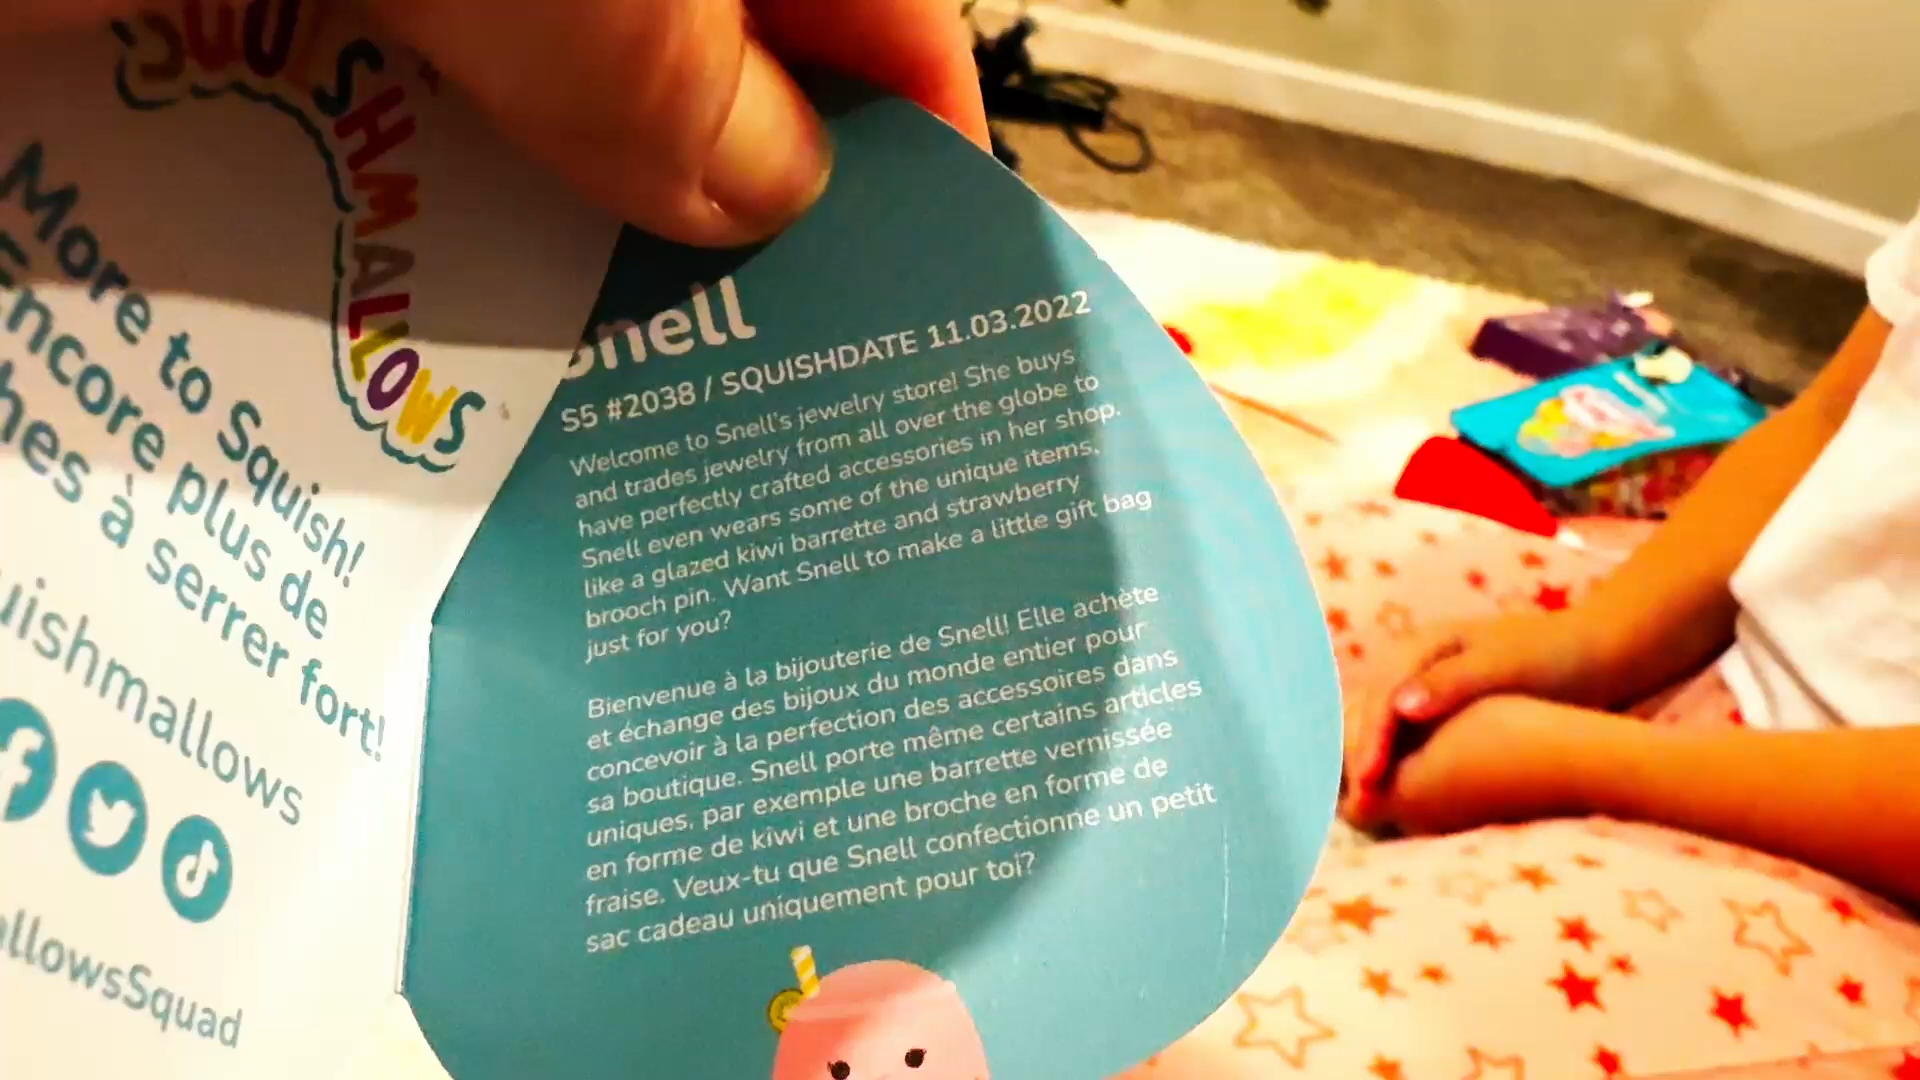 SQUISHMALLOWS
More to Squish!
Encore plus de
à serrer fort!
Snell
S5 #2038 / SQUISHDATE 11.03.2022
Welcome to Snell's jewelry store! She buys
and trades jewelry from all over the globe to
have perfectly crafted accessories in her shop.
Snell even wears some of the unique items,
like a glazed kiwi barrette and strawberry
brooch pin. Want Snell to make a little gift bag
just for you?
Bienvenue à la bijouterie de Snell! Elle achète
et échange des bijoux du monde entier pour
concevoir à la perfection des accessoires dans
sa boutique. Snell porte même certains articles
uniques, par exemple une barrette vernissée
en forme de kiwi et une broche en forme de
fraise. Veux-tu que Snell confectionne un petit
sac cadeau uniquement pour toi?